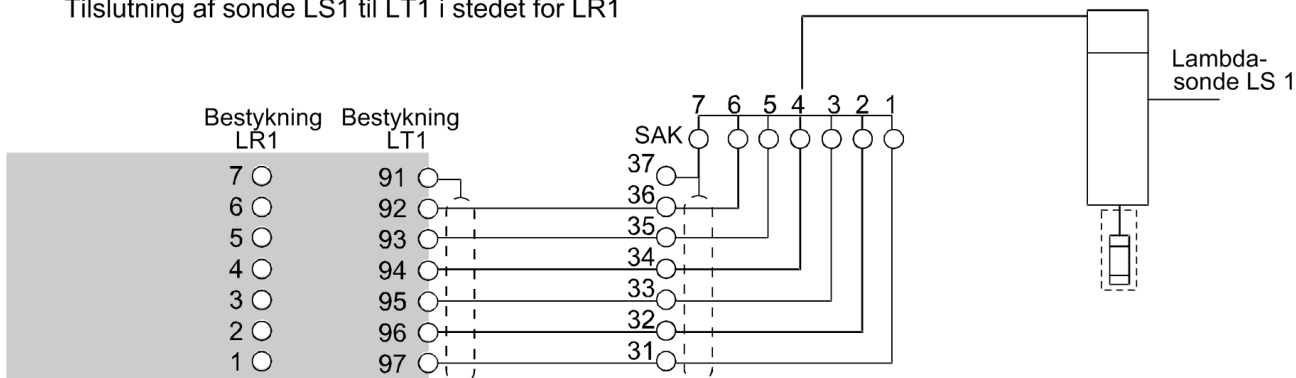 Tilslutning af sonde LS1 til LT1 i stedet for LR1
Lambda-
sonde LS 1
7 6 5 4 3 2 1
Bestykning Bestykning
LR1 LT1
SAK
7 91 37
6 92 36
5 93 35
4 94 34
3 95 33
2 96 32
1 97 31